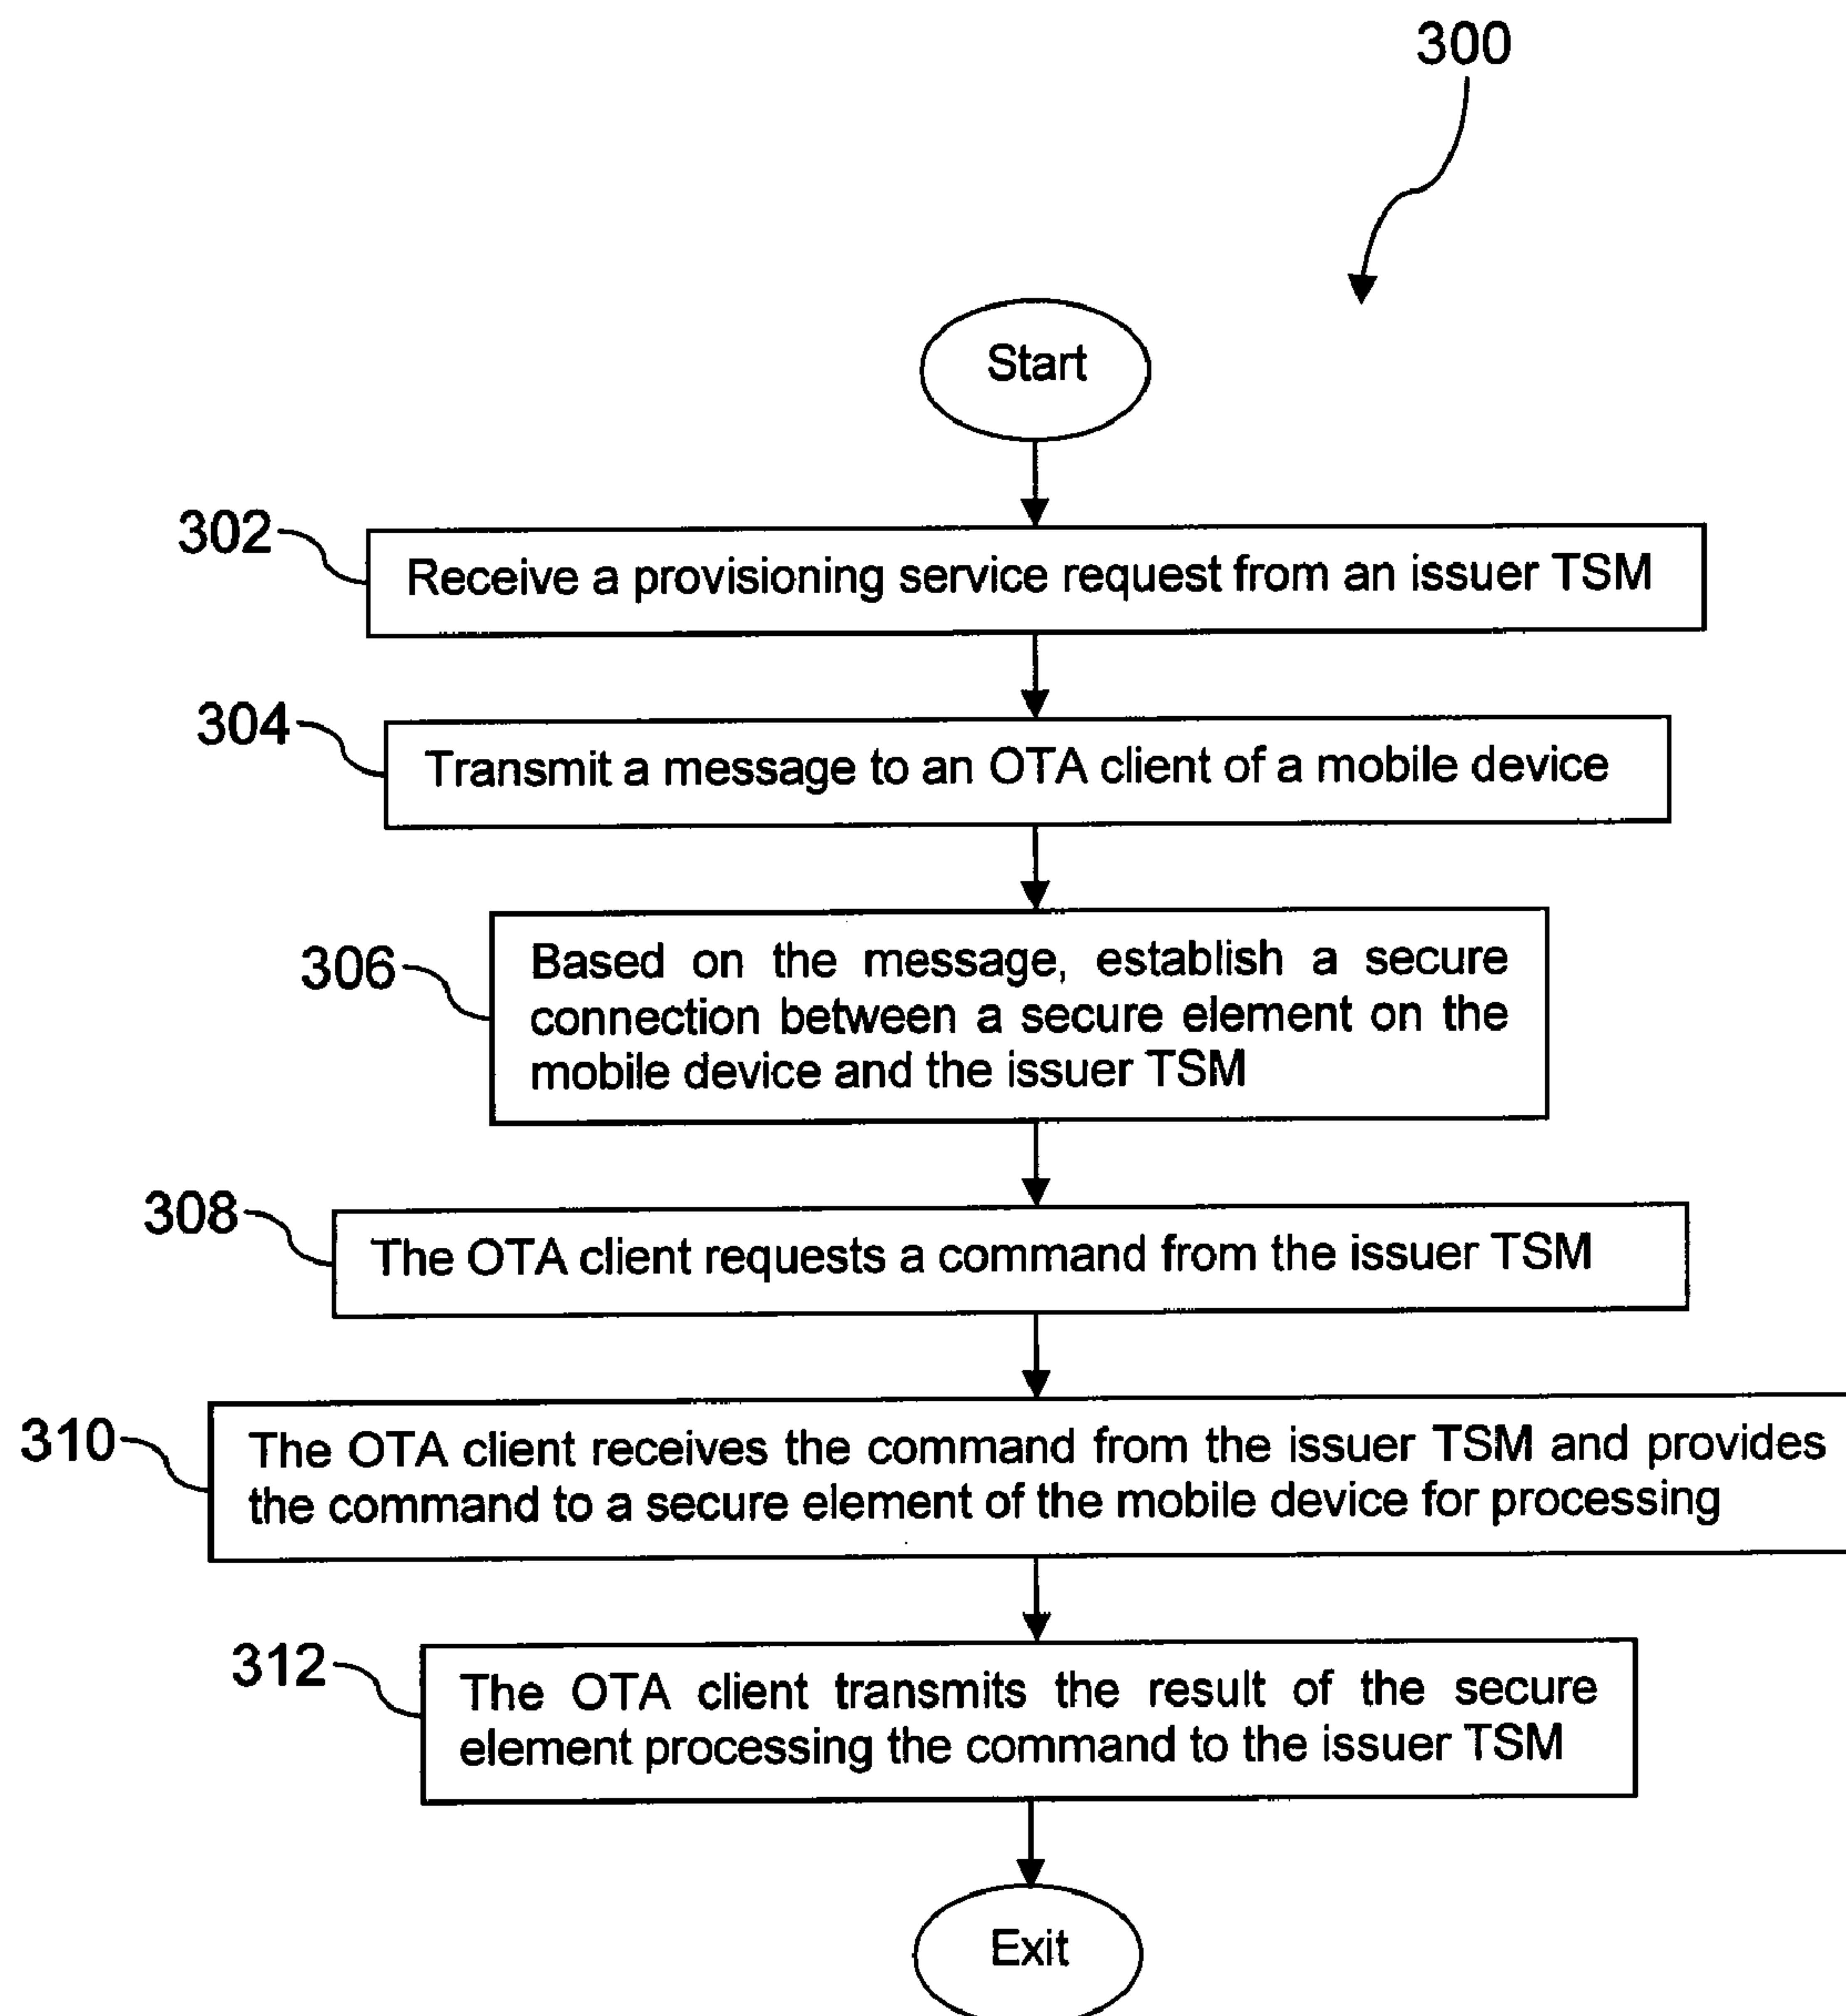 300
Start
302
Receive a provisioning service request from an issuer TSM
304
Transmit a message to an OTA client of a mobile device
306
Based on the message, establish a secure
connection between a secure element on the
mobile device and the issuer TSM
308
The OTA client requests a command from the issuer TSM
310
The OTA client receives the command from the issuer TSM and provides
the command to a secure element of the mobile device for processing
312
The OTA client transmits the result of the secure
element processing the command to the issuer TSM
Exit